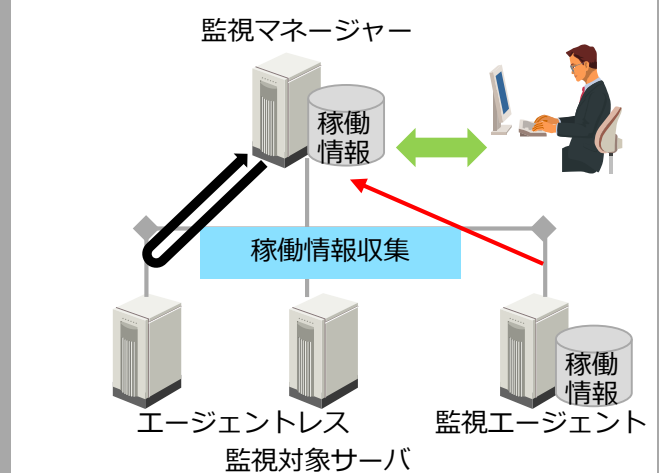 監視マネージャー
稼働
情報
稼働情報収集
稼働
情報
エージェントレス
監視エージェント
監視対象サーバ